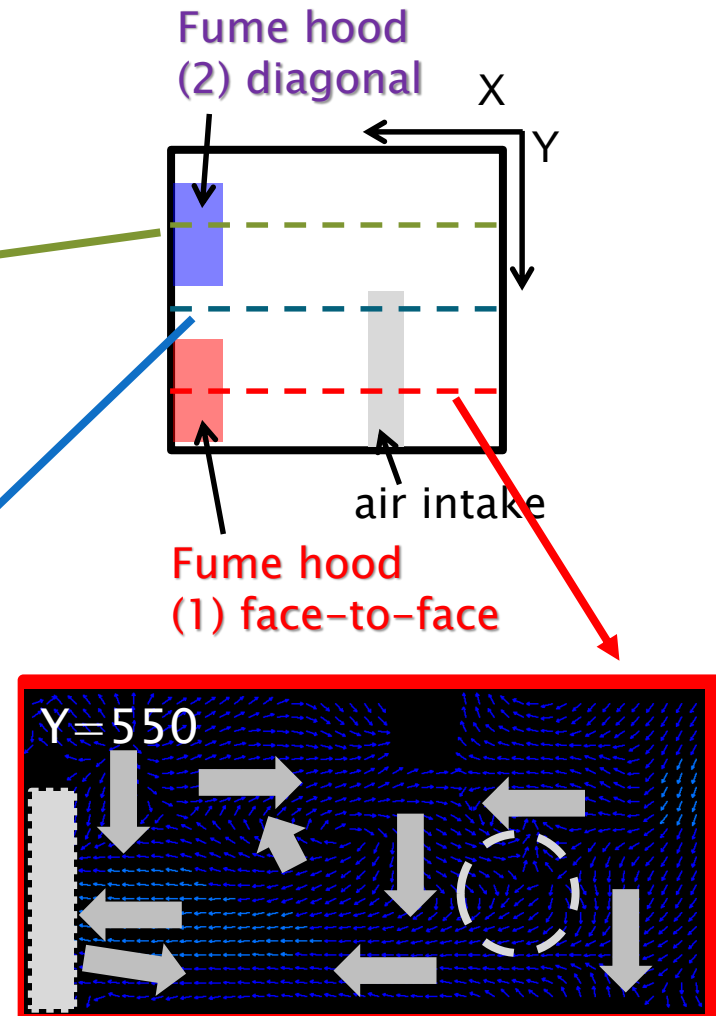 Fume hood
(2) diagonal
X
Y
air intake
Fume hood
(1) face-to-face
Y=550